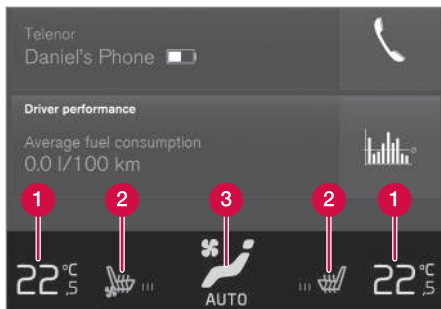 Telenor
Daniel's Phone
Driver performance
Average fuel consumption
0.0 l/100 km
1 2 3 2 1
22°C,5 AUTO 22°C,5